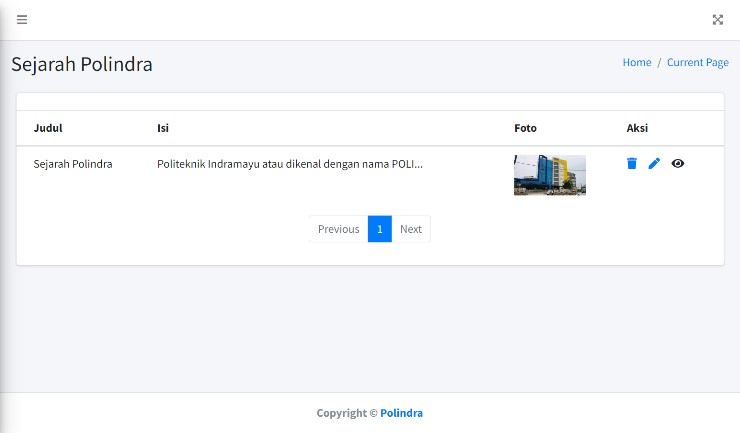 Sejarah Polindra
Home / Current Page
Judul Isi Foto Aksi
Sejarah Polindra Politeknik Indramayu atau dikenal dengan nama POLI...
Previous 1 Next
Copyright © Polindra